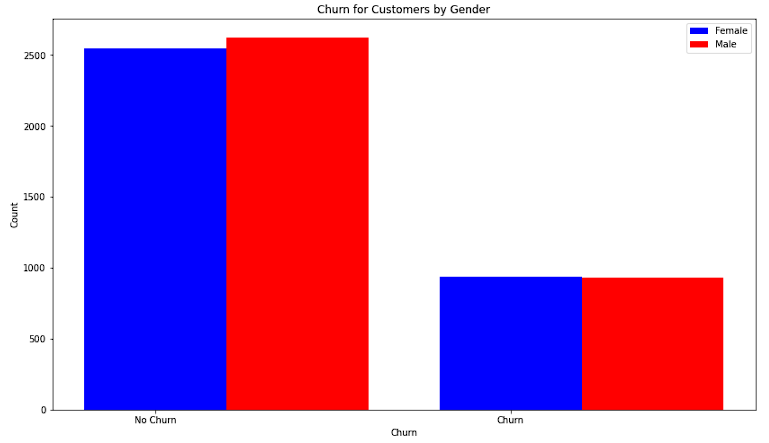 Churn for Customers by Gender
Female
Male
2500
2000
1500
1000
500
0
Count
No Churn
Churn
Churn